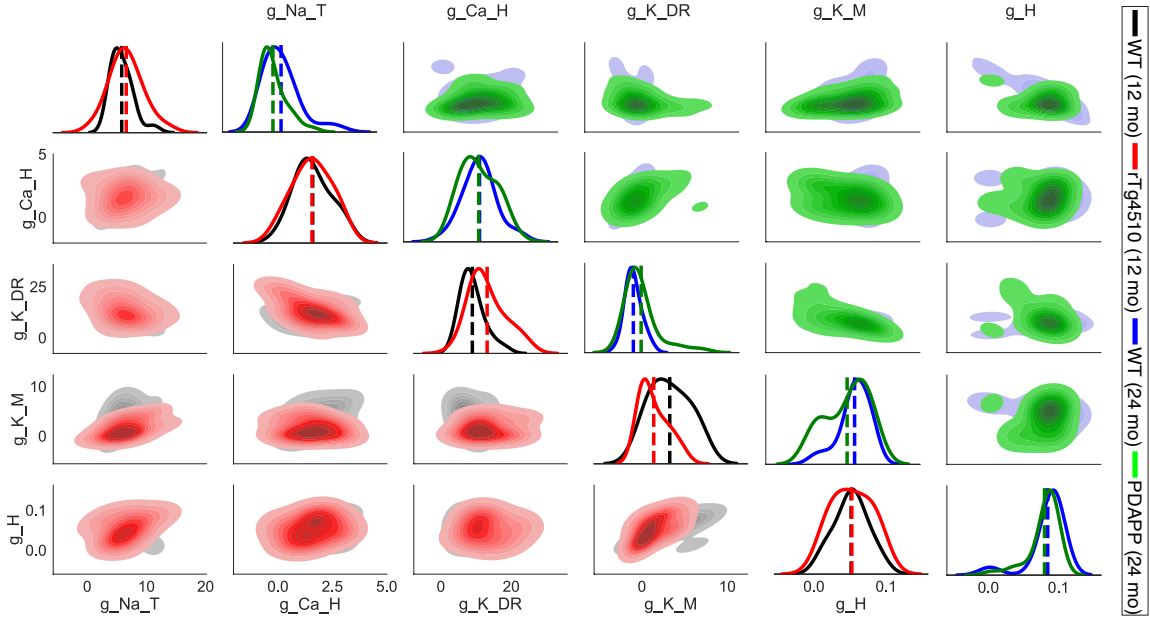 g_Na_T g_Ca_H g_K_DR g_K_M g_H
5
0
g_Ca_H
25
0
g_K_DR
10
5
0
g_K_M
0.1
0.0
g_H
0 10 20 0.0 2.5 5.0 0 20 0 5 10 0.0 0.1 0.0 0.1
g_Na_T g_Ca_H g_K_DR g_K_M g_H
WT (12 mo) rTg4510 (12 mo) WT (24 mo) PDAPP (24 mo)